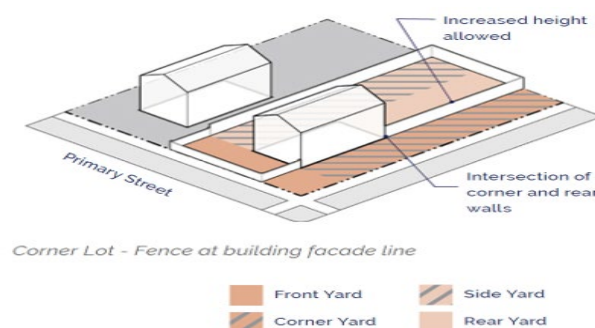 Increased height
allowed
Primary Street
Intersection of
corner and rear
walls
Corner Lot - Fence at building facade line
Front Yard
Side Yard
Corner Yard
Rear Yard